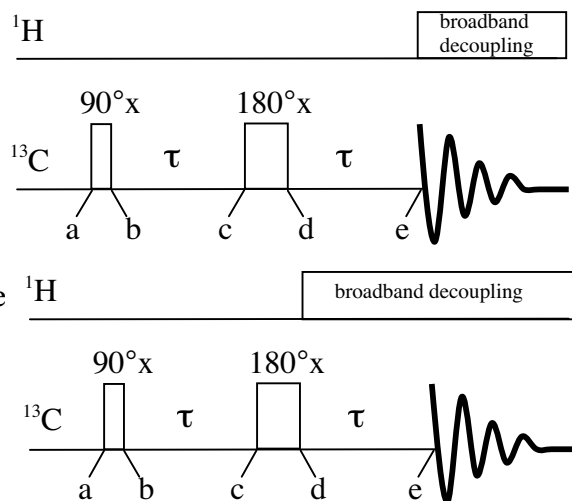 ¹H
broadband
decoupling
90°x 180°x
¹³C τ τ
a b c d e
e ¹H
broadband decoupling
90°x 180°x
¹³C τ τ
a b c d e